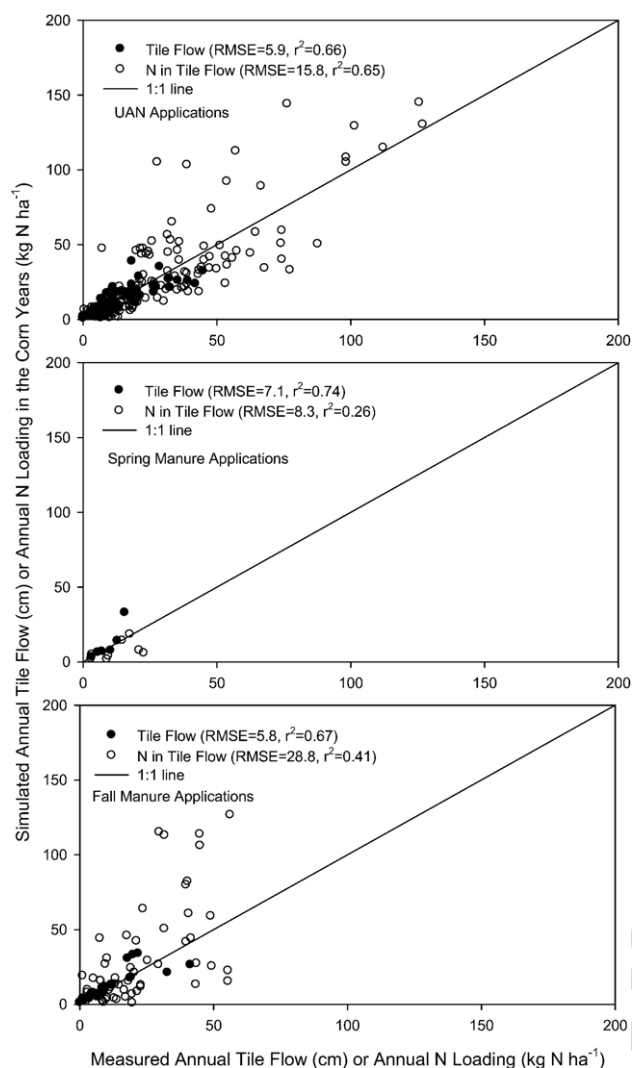 Simulated Annual Tile Flow (cm) or Annual N Loading in the Corn Years (kg N ha⁻¹)
200
150
100
50
0
Tile Flow (RMSE=5.9, r²=0.66)
N in Tile Flow (RMSE=15.8, r²=0.65)
1:1 line
UAN Applications
0 50 100 150 200
200
150
100
50
0
Tile Flow (RMSE=7.1, r²=0.74)
N in Tile Flow (RMSE=8.3, r²=0.26)
1:1 line
Spring Manure Applications
0 50 100 150 200
200
150
100
50
0
Tile Flow (RMSE=5.8, r²=0.67)
N in Tile Flow (RMSE=28.8, r²=0.41)
1:1 line
Fall Manure Applications
0 50 100 150 200
Measured Annual Tile Flow (cm) or Annual N Loading (kg N ha⁻¹)